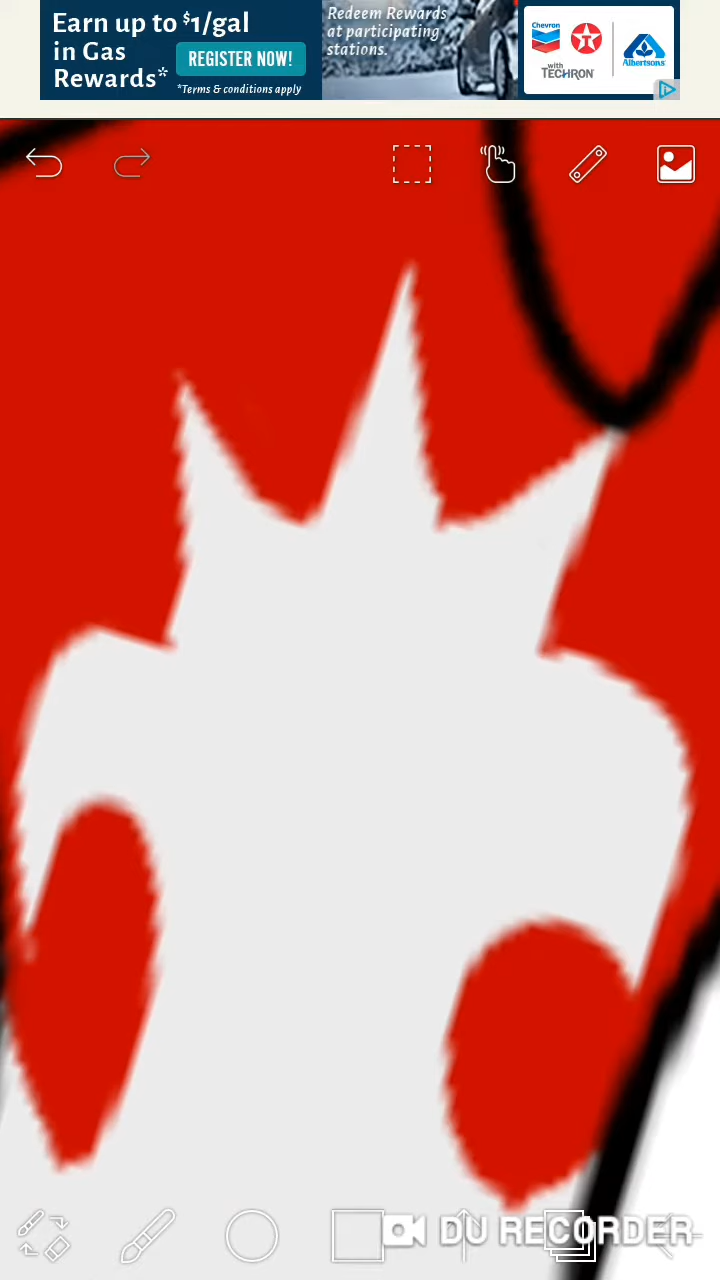 Earn up to $1/gal
in Gas
Rewards*
REGISTER NOW!
*Terms & conditions apply
Redeem Rewards
at participating
stations.
Chevron
with
TECHRON
Albertsons
DU RECORDER